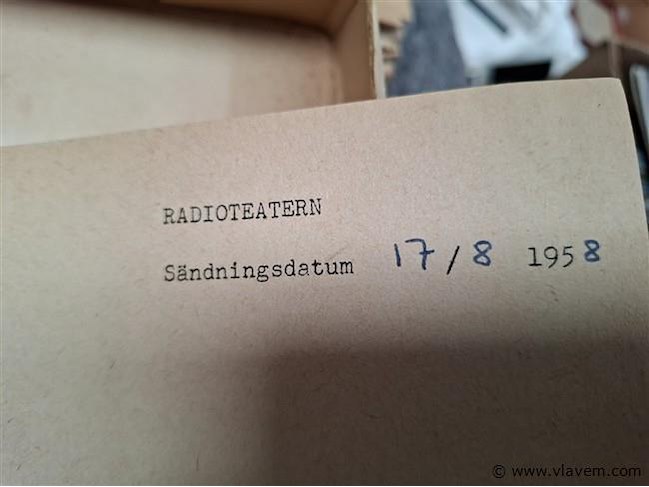 RADIOTEATERN
Sändningsdatum 17/8 1958
© www.vlavem.com